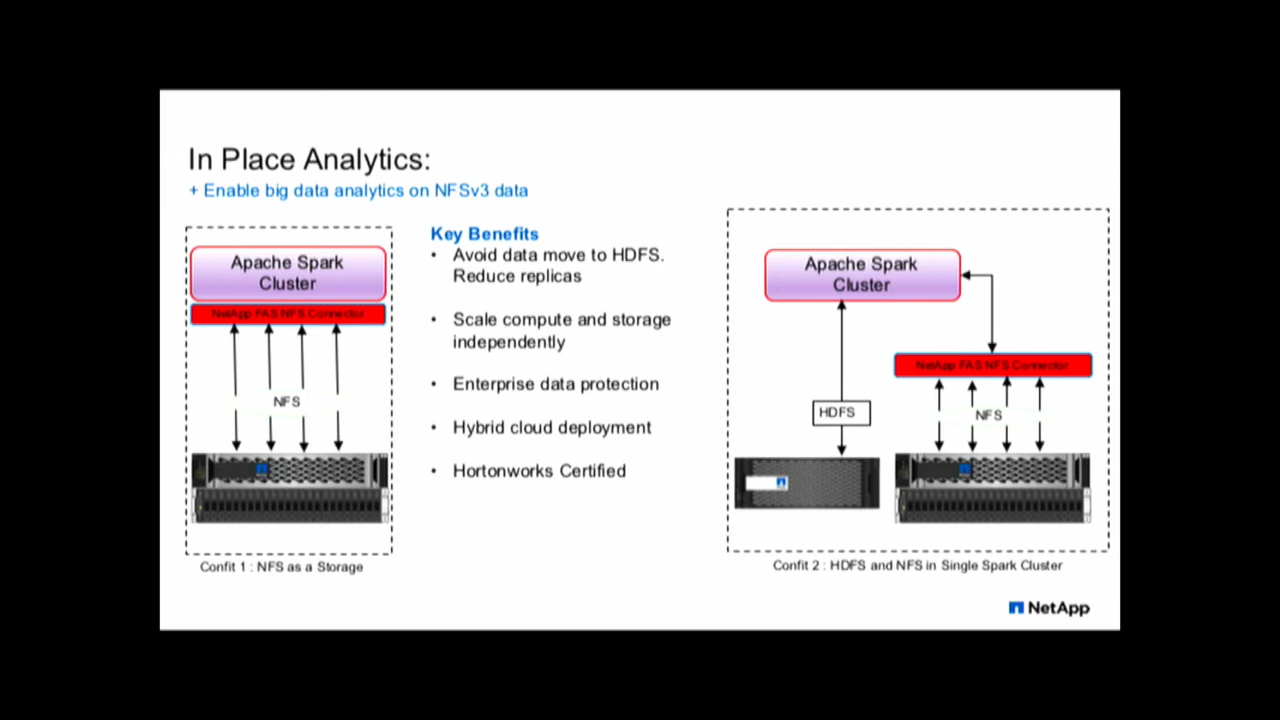 In Place Analytics:
+ Enable big data analytics on NFSv3 data
Apache Spark
Cluster
NetApp FAS NFS Connector
NFS
Confit 1 : NFS as a Storage
Key Benefits
• Avoid data move to HDFS.
Reduce replicas
• Scale compute and storage
independently
• Enterprise data protection
• Hybrid cloud deployment
• Hortonworks Certified
Apache Spark
Cluster
NetApp FAS NFS Connector
HDFS
NFS
Confit 2 : HDFS and NFS in Single Spark Cluster
NetApp